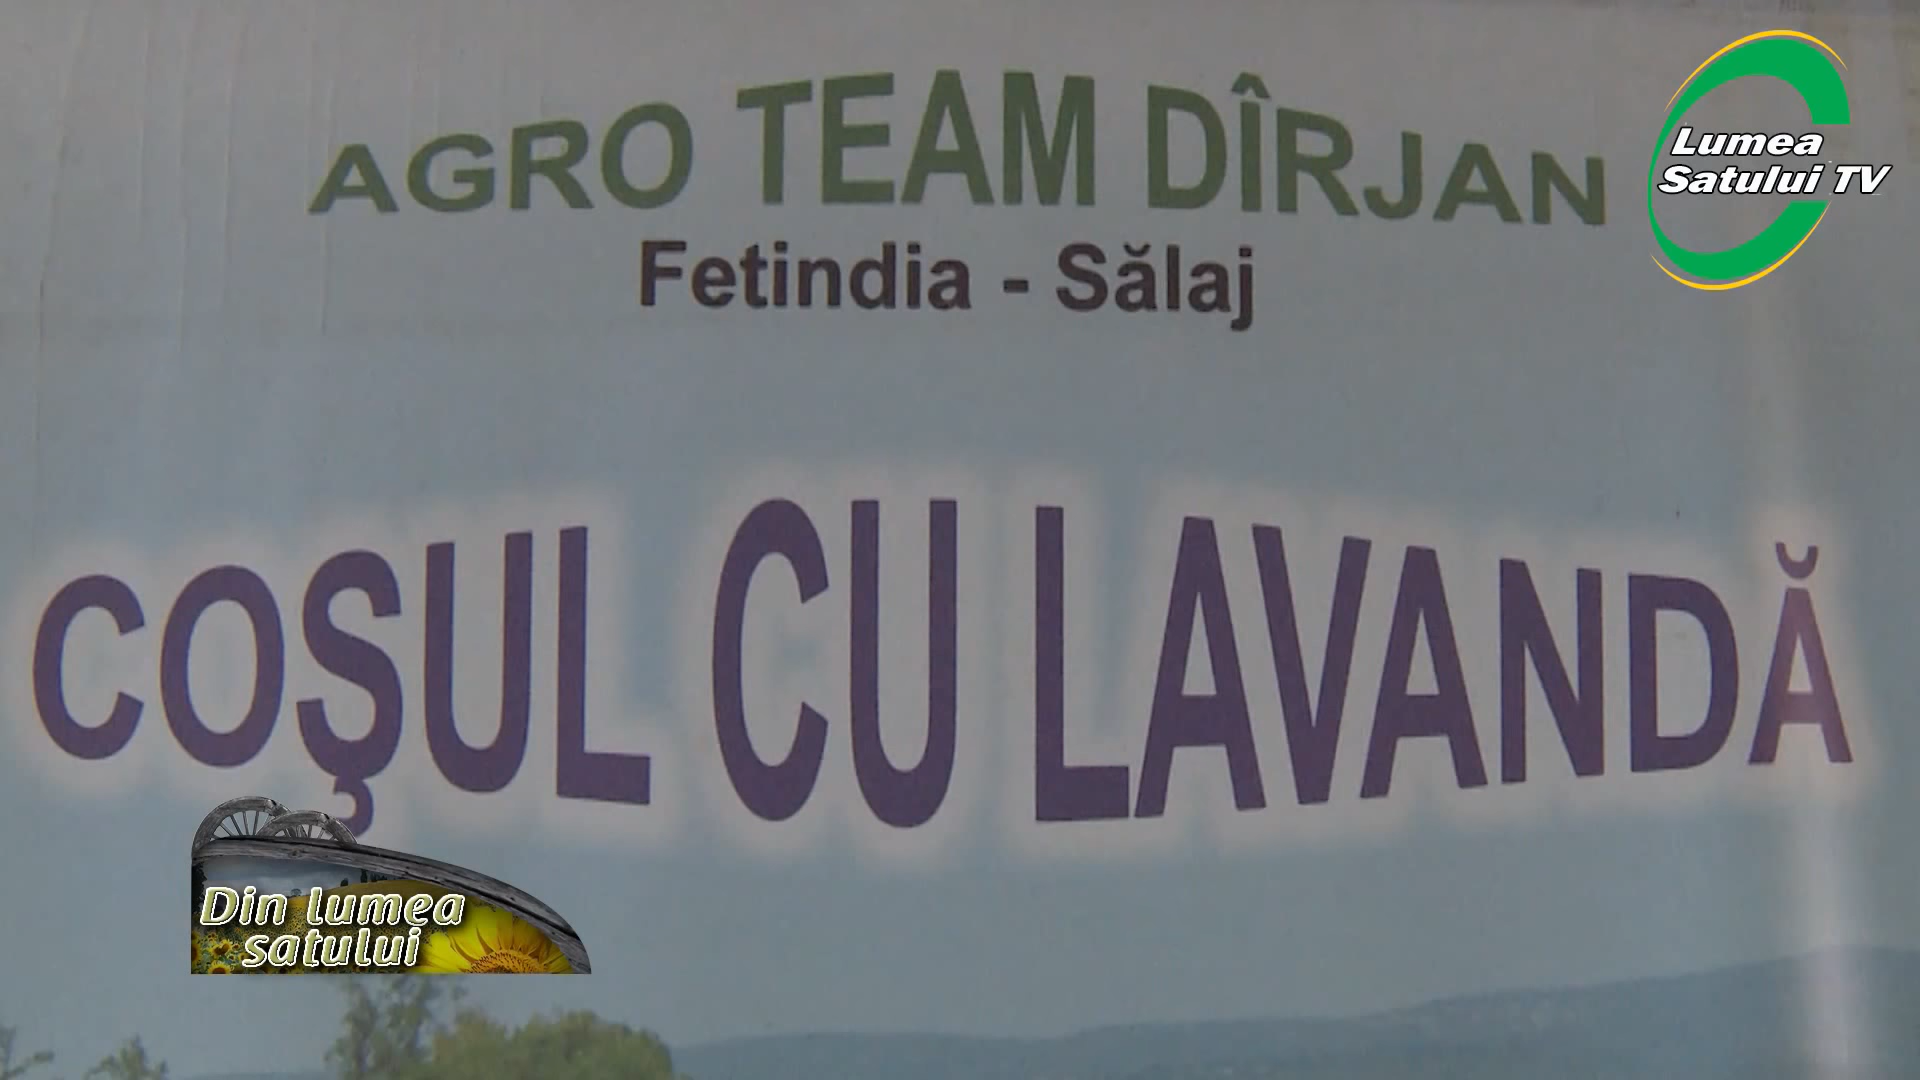 AGRO TEAM DÎRJAN
Fetindia - Sălaj
COŞUL CU LAVANDĂ
Lumea
Satului TV
Din lumea
satului